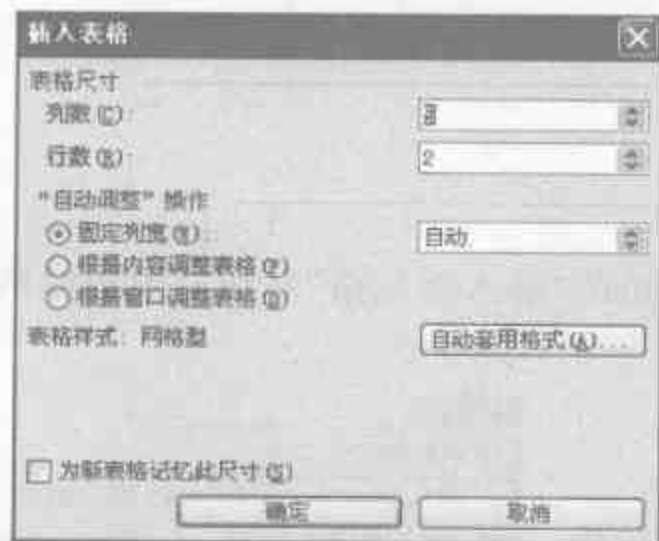 插入表格
表格尺寸
列数(C):
行数(R): 2
“自动调整”操作
固定列宽(W): 自动
根据内容调整表格(F)
根据窗口调整表格(D)
表格样式: 网格型 自动套用格式(A)...
为新表格记忆此尺寸(S)
确定 取消